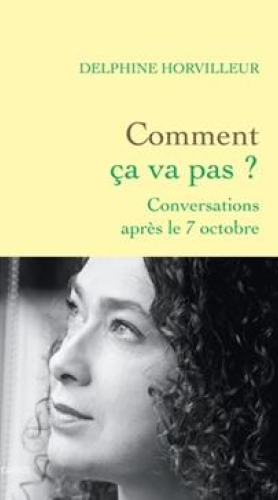 DELPHINE HORVILLEUR
Comment
ça va pas ?
Conversations
après le 7 octobre